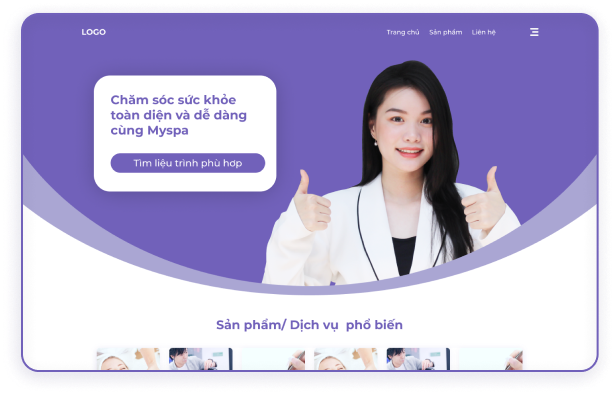 LOGO
Trang chủ Sản phẩm Liên hệ
Chăm sóc sức khỏe
toàn diện và dễ dàng
cùng Myspa
Tìm liệu trình phù hơp
Sản phẩm/ Dịch vụ phổ biến